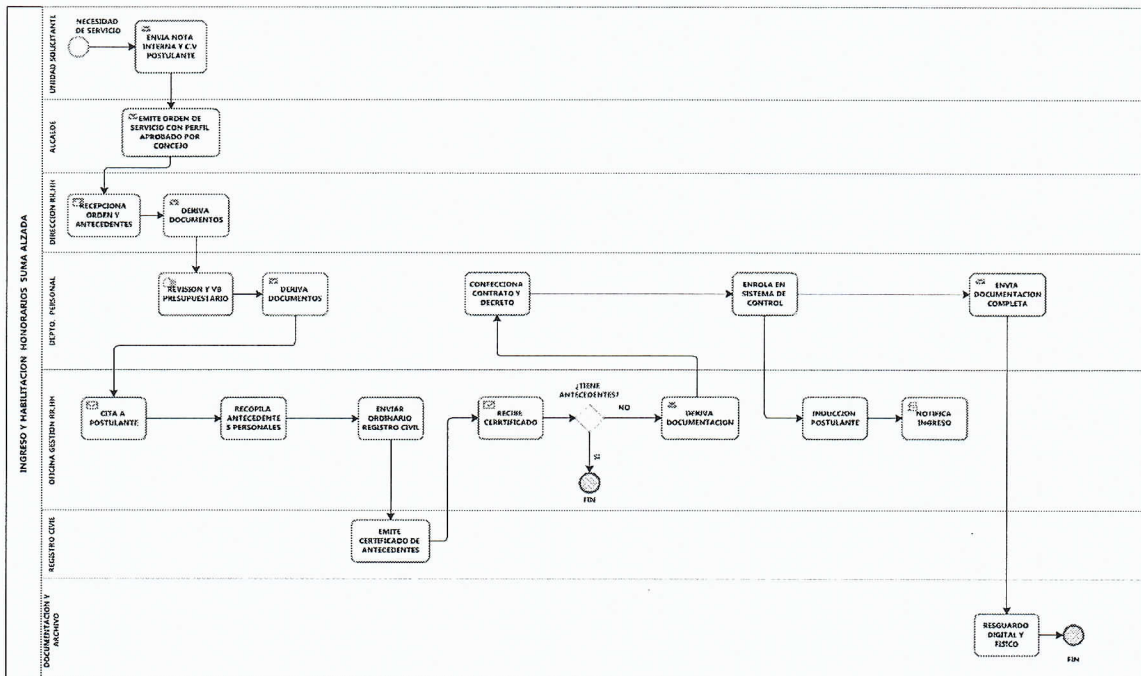 INGRESO Y HABILITACION HONORARIOS SUMA ALZADA
UNIDAD SOLICITANTE
NECESIDAD
DE SERVICIO
ENVIA NOTA
INTERNA Y C.V
POSTULANTE
ALCALDE
EMITE ORDEN DE
SERVICIO CON PERFIL
APROBADO POR
CONCEJO
DIRECCION RR.HH
RECEPCIONA
ORDEN Y
ANTECEDENTES
DERIVA
DOCUMENTOS
DEPTO. PERSONAL
REVISION Y VB
PRESUPUESTARIO
DERIVA
DOCUMENTOS
CONFECCIONA
CONTRATO Y
DECRETO
ENROLA EN
SISTEMA DE
CONTROL
ENVIA
DOCUMENTACION
COMPLETA
OFICINA GESTION RR.HH
CITA A
POSTULANTE
RECOPILA
ANTECEDENTE
S PERSONALES
ENVIAR
ORDINARIO
REGISTRO CIVIL
RECIBE
CERRTIFICADO
¿TIENE
ANTECEDENTES?
NO
SI
FIN
DERIVA
DOCUMENTACION
INDUCCION
POSTULANTE
NOTIFICA
INGRESO
REGISTRO CIVIL
EMITE
CERTIFICADO DE
ANTECEDENTES
DOCUMENTACION Y
ARCHIVO
RESGUARDO
DIGITAL Y
FISICO
FIN